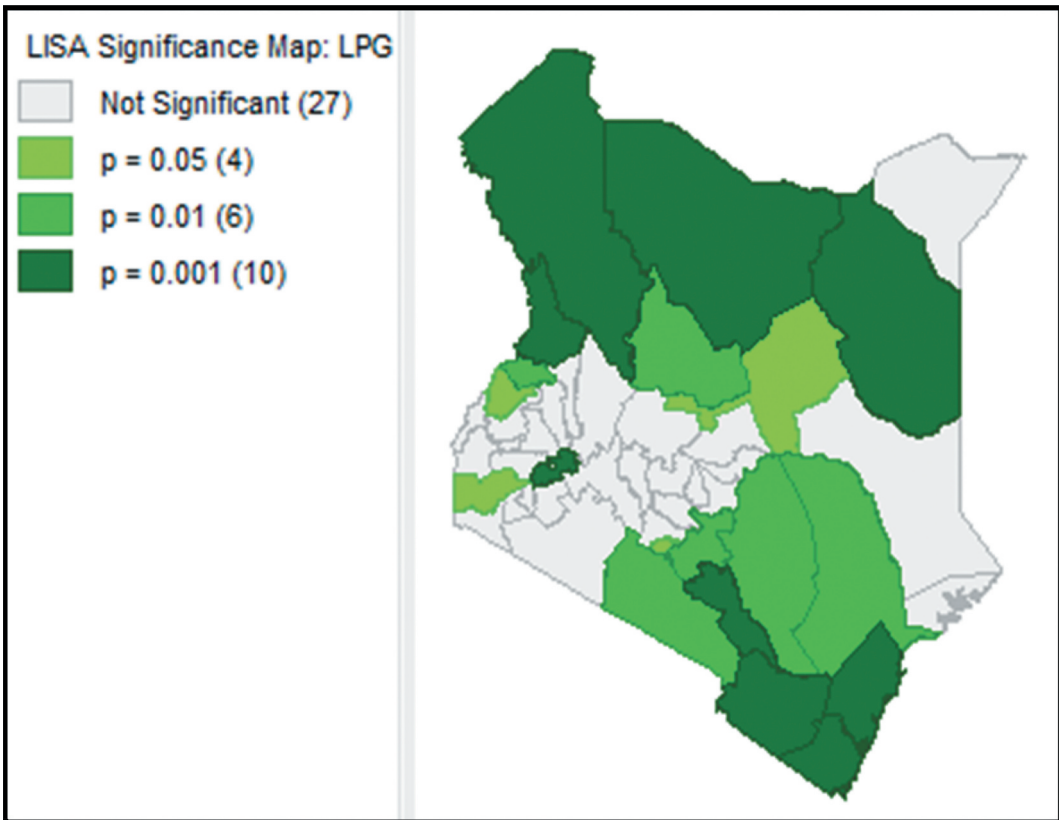 LISA Significance Map: LPG
Not Significant (27)
p = 0.05 (4)
p = 0.01 (6)
p = 0.001 (10)